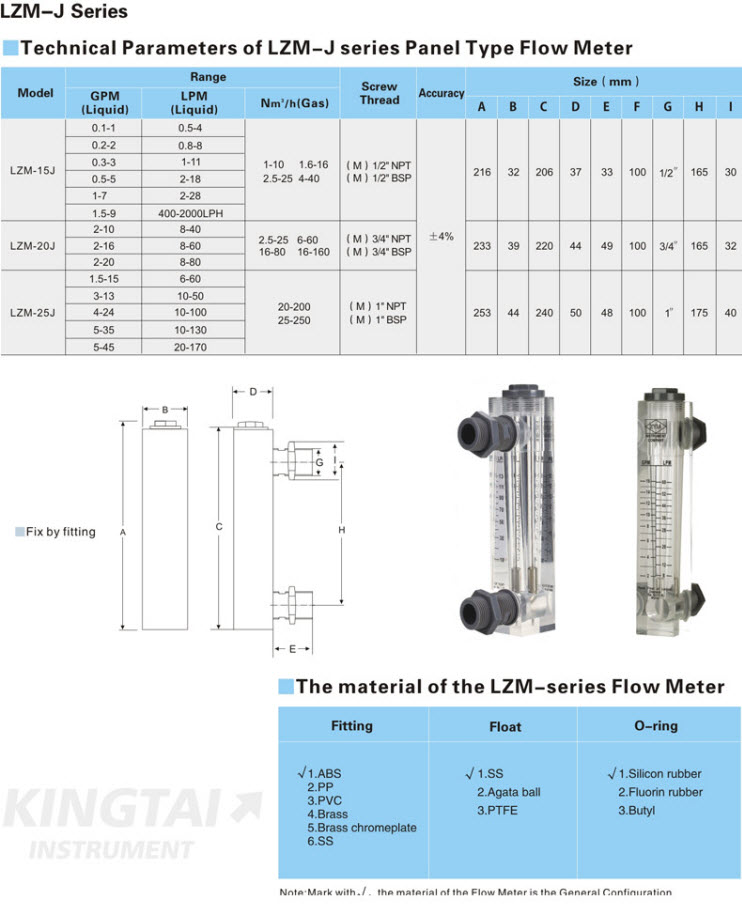 LZM-J Series
Technical Parameters of LZM-J series Panel Type Flow Meter
Model Range Screw Thread Accuracy Size ( mm )
GPM (Liquid) LPM (Liquid) Nm³/h(Gas) A B C D E F G H I
LZM-15J
0.1-1 0.5-4
0.2-2 0.8-8
0.3-3 1-11
0.5-5 2-18
1-7 2-28
1.5-9 400-2000LPH
1-10 1.6-16
2.5-25 4-40
( M ) 1/2" NPT
( M ) 1/2" BSP
±4%
216 32 206 37 33 100 1/2" 165 30
LZM-20J
2-10 8-40
2-16 8-60
2-20 8-80
2.5-25 6-60
16-80 16-160
( M ) 3/4" NPT
( M ) 3/4" BSP
233 39 220 44 49 100 3/4" 165 32
LZM-25J
1.5-15 6-60
3-13 10-50
4-24 10-100
5-35 10-130
5-45 20-170
20-200
25-250
( M ) 1" NPT
( M ) 1" BSP
253 44 240 50 48 100 1" 175 40
Fix by fitting
A
B
C
D
G
I
H
E
GPM LPM
The material of the LZM-series Flow Meter
Fitting
√1.ABS
2.PP
3.PVC
4.Brass
5.Brass chromeplate
6.SS
Float
√1.SS
2.Agata ball
3.PTFE
O-ring
√1.Silicon rubber
2.Fluorin rubber
3.Butyl
KINGTAI
INSTRUMENT
Note:Mark with √, the material of the Flow Meter is the General Configuration